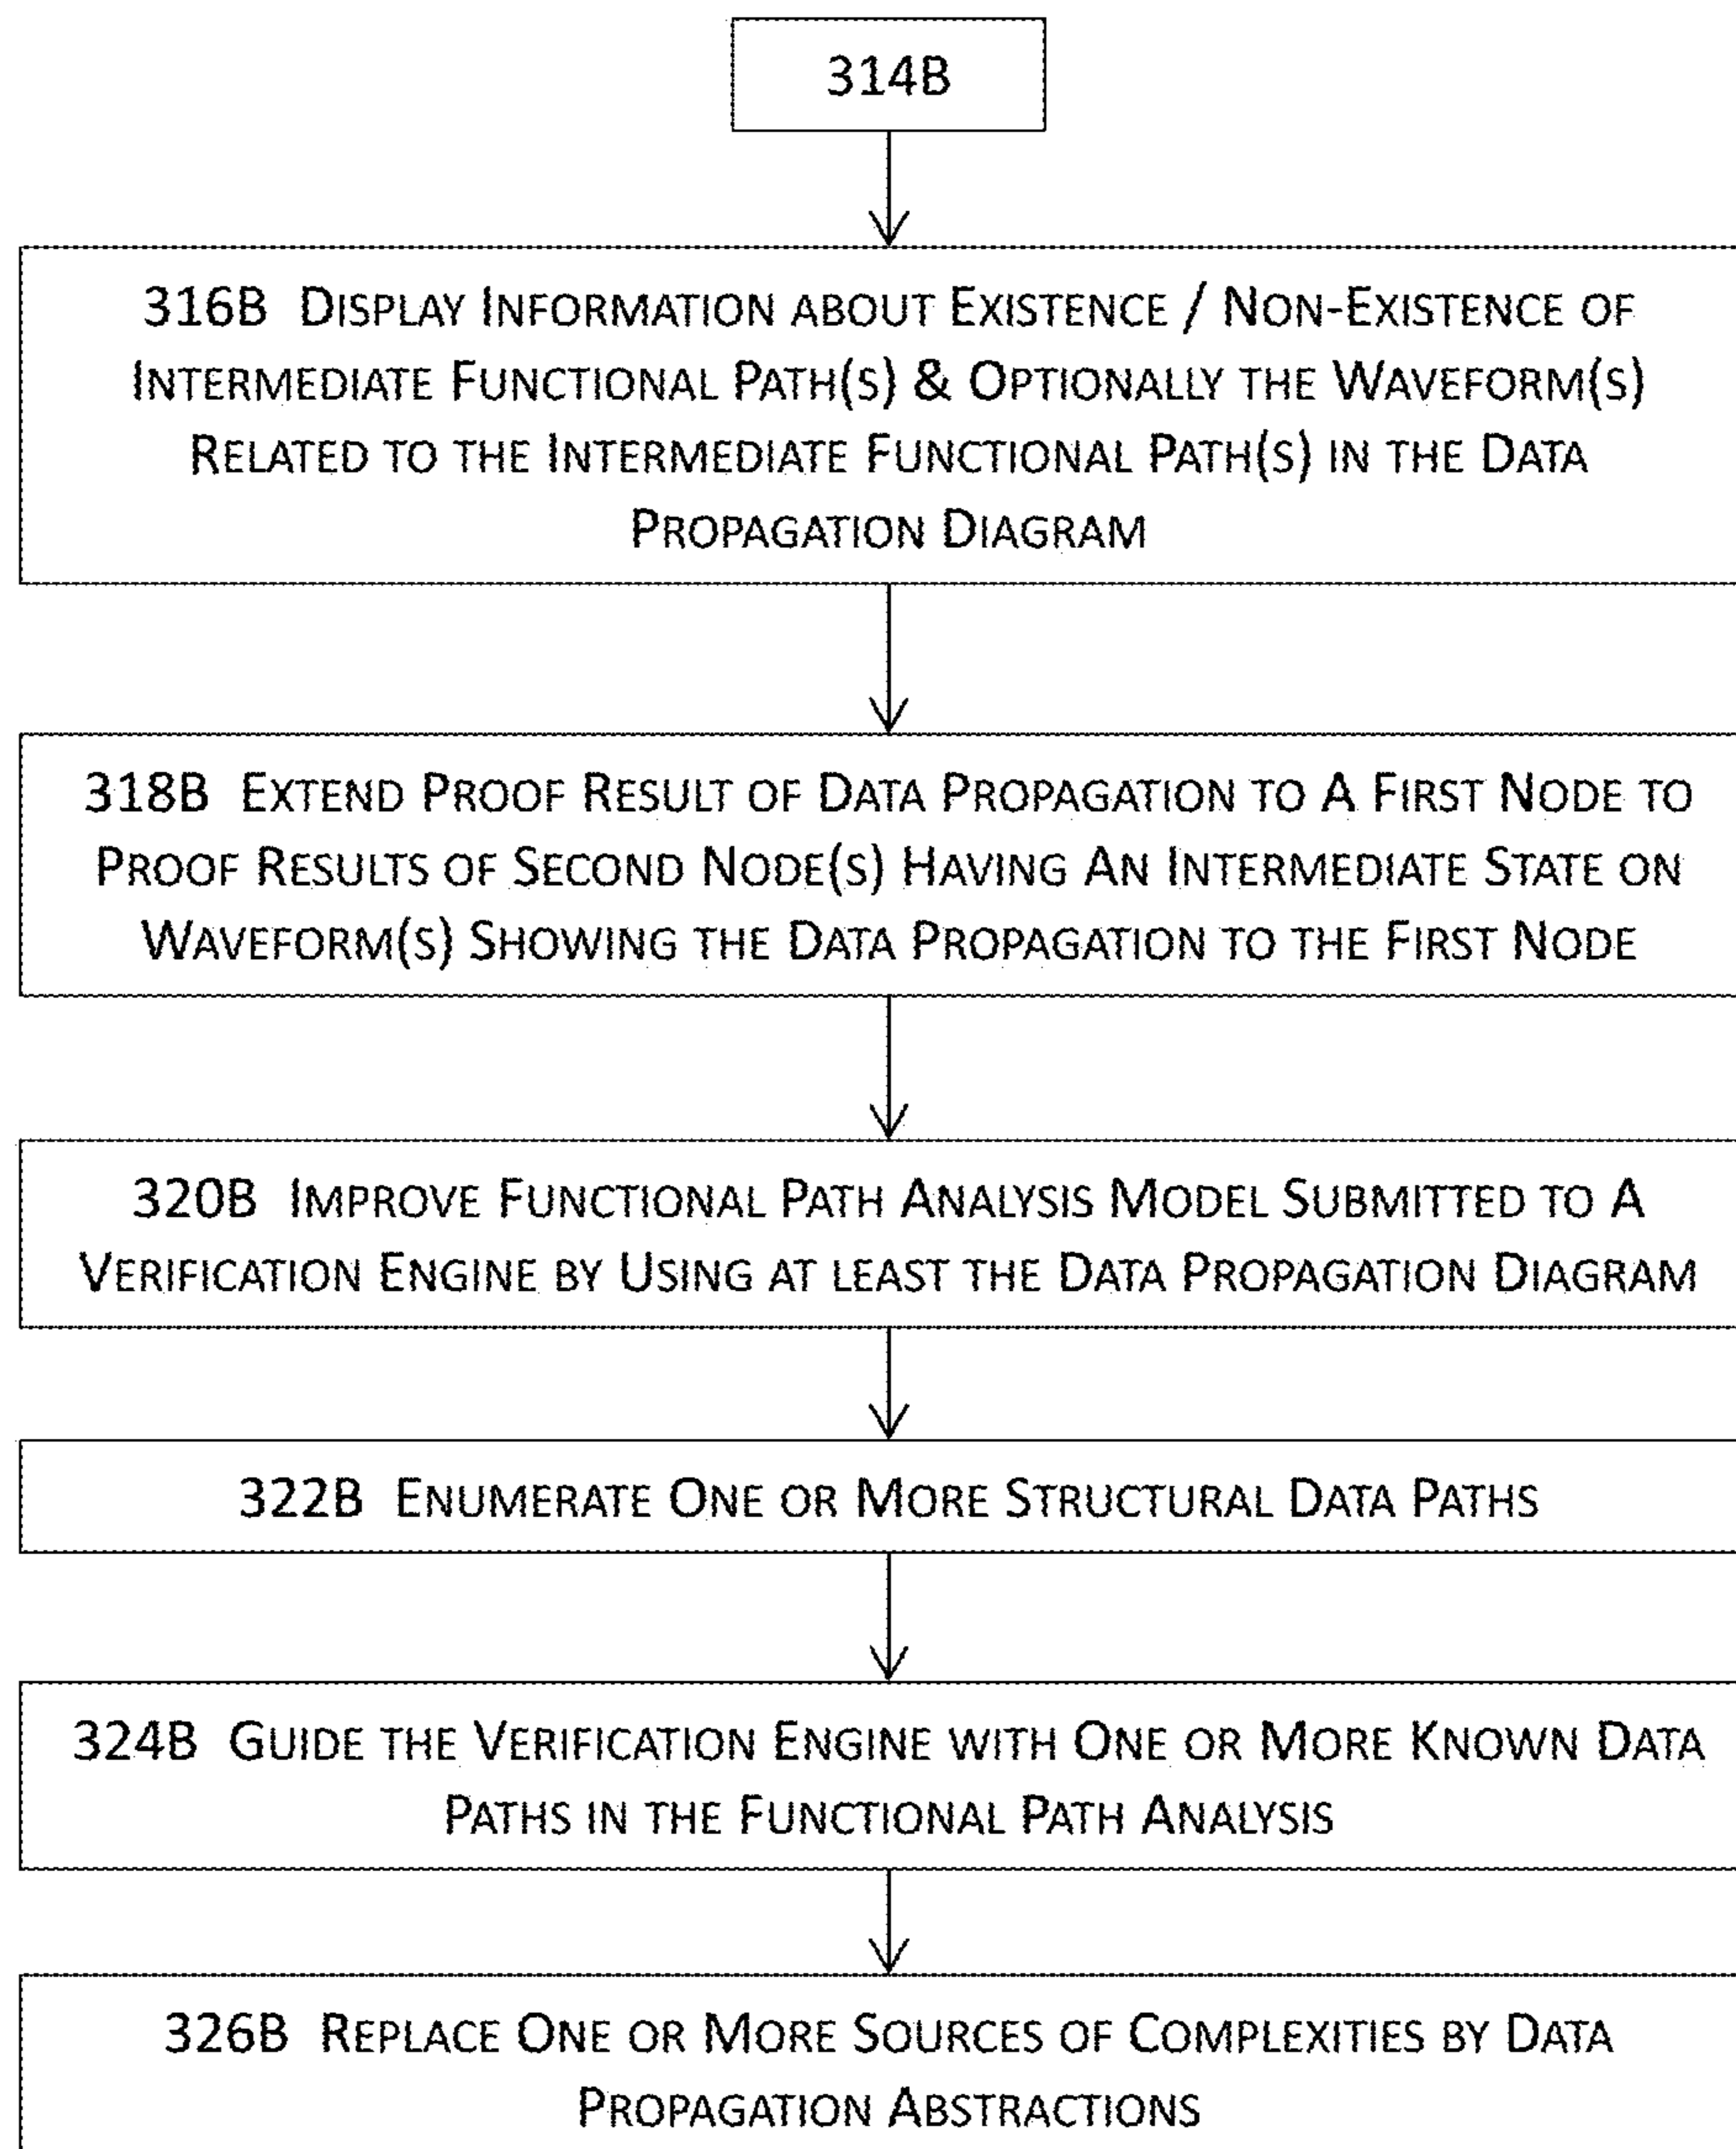 314B
316B DISPLAY INFORMATION ABOUT EXISTENCE / NON-EXISTENCE OF
INTERMEDIATE FUNCTIONAL PATH(S) & OPTIONALLY THE WAVEFORM(S)
RELATED TO THE INTERMEDIATE FUNCTIONAL PATH(S) IN THE DATA
PROPAGATION DIAGRAM
318B EXTEND PROOF RESULT OF DATA PROPAGATION TO A FIRST NODE TO
PROOF RESULTS OF SECOND NODE(S) HAVING AN INTERMEDIATE STATE ON
WAVEFORM(S) SHOWING THE DATA PROPAGATION TO THE FIRST NODE
320B IMPROVE FUNCTIONAL PATH ANALYSIS MODEL SUBMITTED TO A
VERIFICATION ENGINE BY USING AT LEAST THE DATA PROPAGATION DIAGRAM
322B ENUMERATE ONE OR MORE STRUCTURAL DATA PATHS
324B GUIDE THE VERIFICATION ENGINE WITH ONE OR MORE KNOWN DATA
PATHS IN THE FUNCTIONAL PATH ANALYSIS
326B REPLACE ONE OR MORE SOURCES OF COMPLEXITIES BY DATA
PROPAGATION ABSTRACTIONS